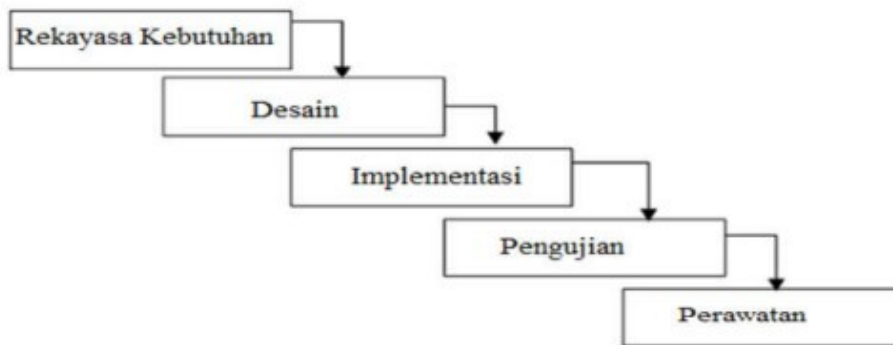 Rekayasa Kebutuhan
Desain
Implementasi
Pengujian
Perawatan